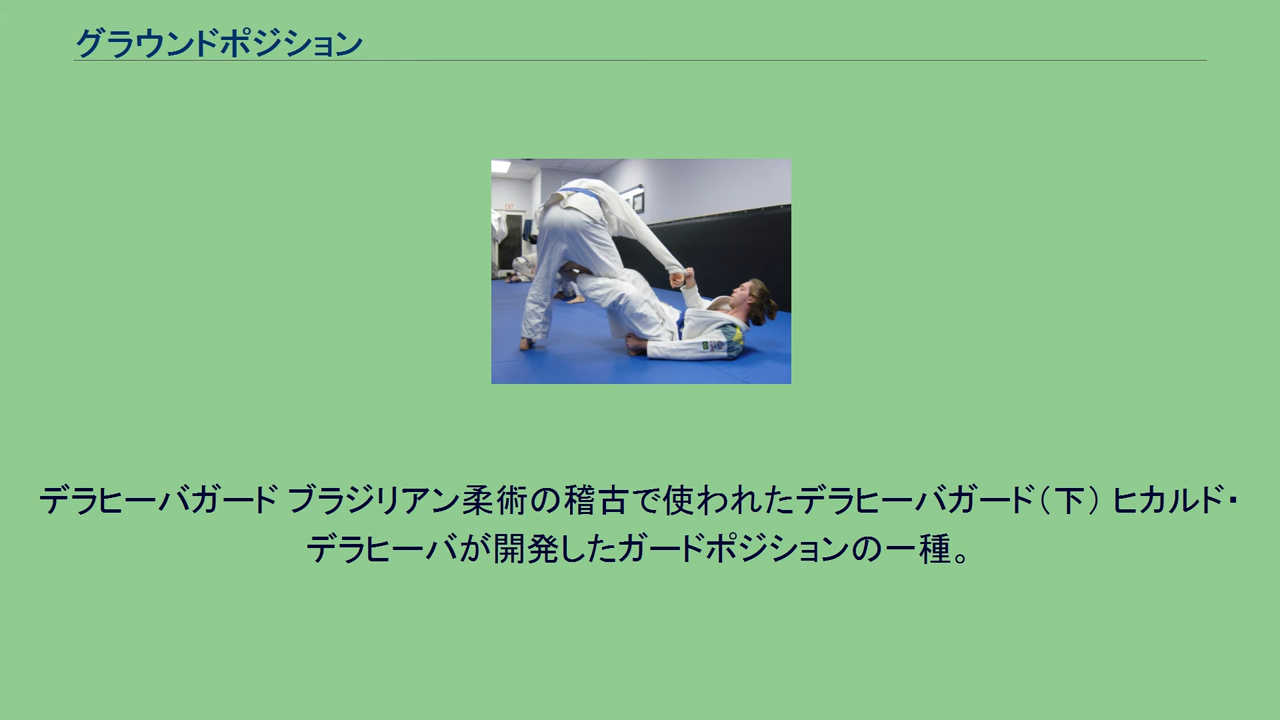 グラウンドポジション
EXIT
デラヒーバガード ブラジリアン柔術の稽古で使われたデラヒーバガード（下） ヒカルド・
デラヒーバが開発したガードポジションの一種。